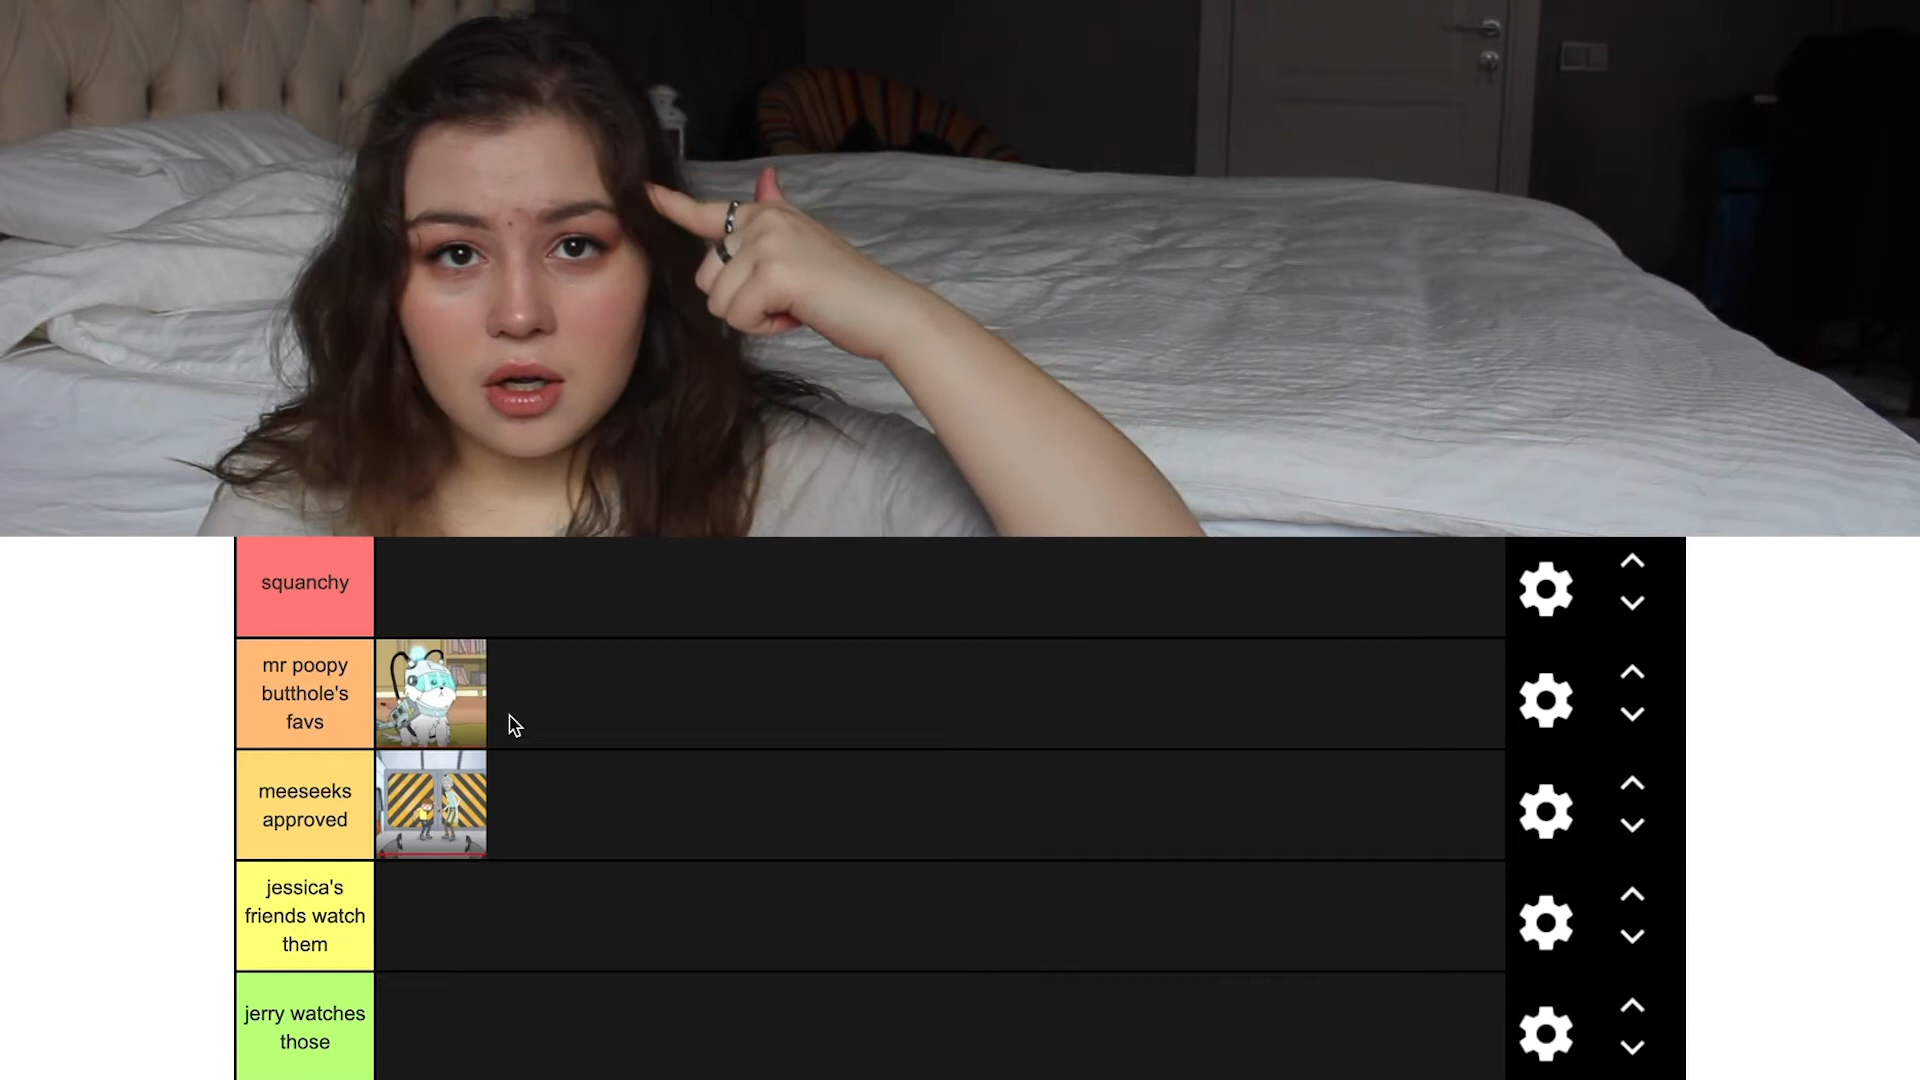 squanchy
mr poopy
butthole's
favs
meeseeks
approved
jessica's
friends watch
them
jerry watches
those